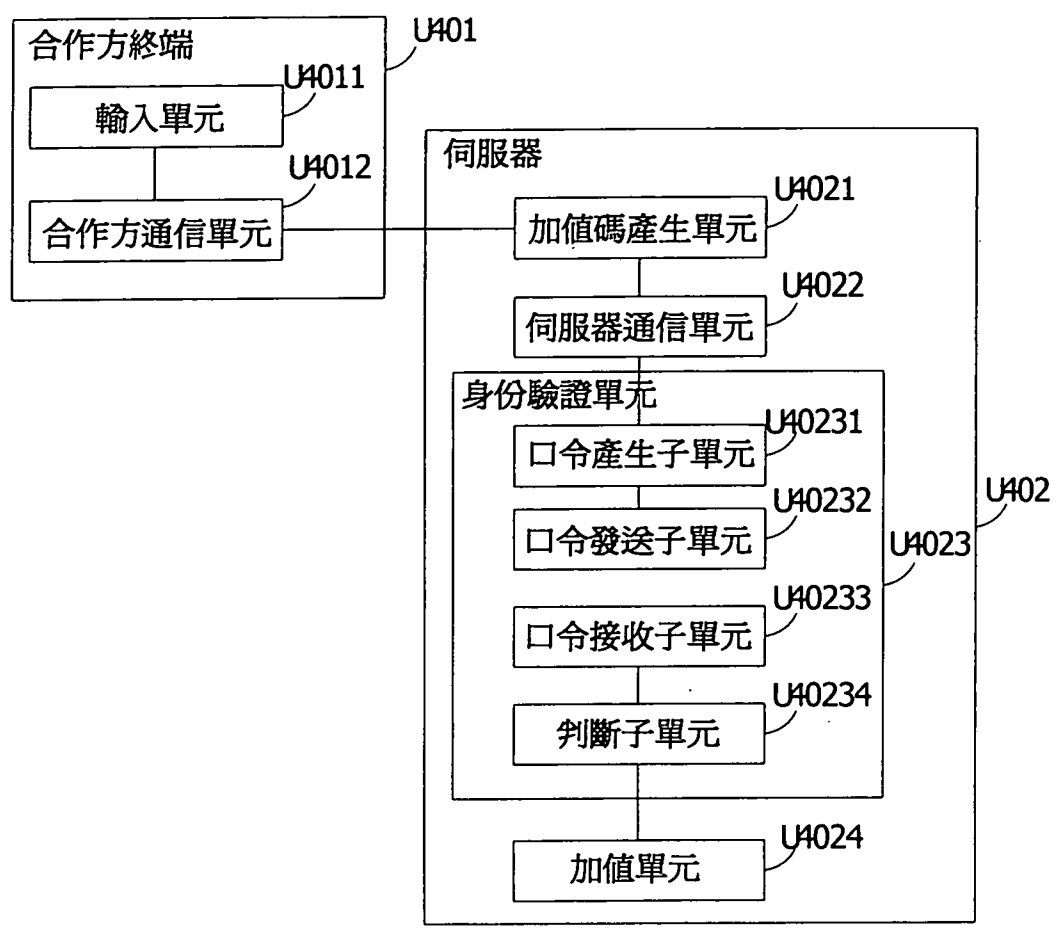 合作方終端
U401
U4011
輸入單元
U4012
合作方通信單元
伺服器
U4021
加值碼產生單元
U4022
伺服器通信單元
身份驗證單元
U40231
口令產生子單元
U40232
口令發送子單元
U402
U4023
U40233
口令接收子單元
U40234
判斷子單元
U4024
加值單元